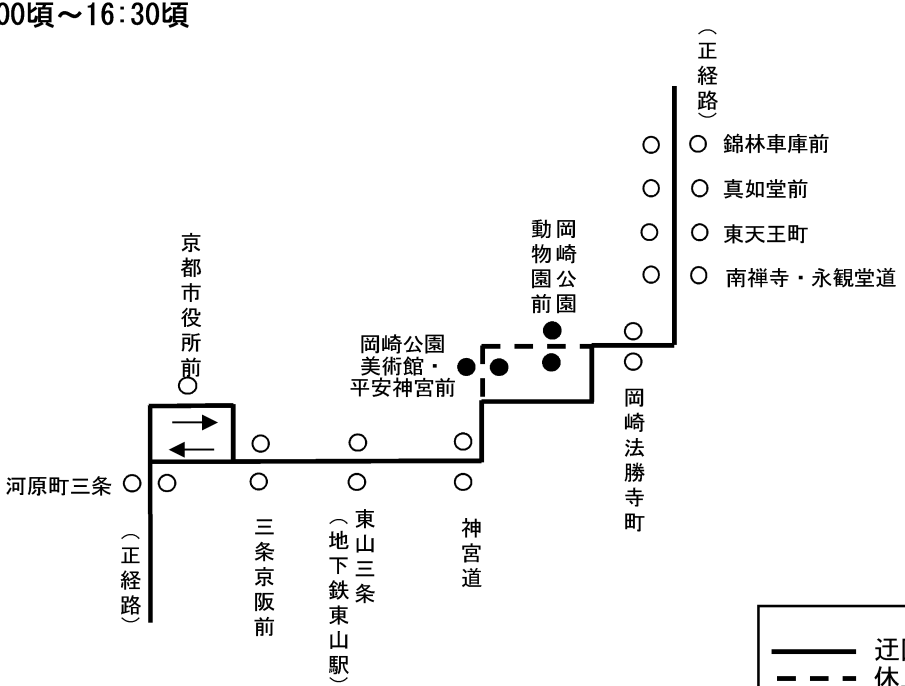 00頃～16:30頃
（正経路）
錦林車庫前
真如堂前
東天王町
南禅寺・永観堂道
岡崎公園
動物園前
京都市役所前
岡崎公園
美術館・
平安神宮前
岡崎法勝寺町
河原町三条
（正経路）
三条京阪前
東山三条
（地下鉄東山駅）
神宮道
迂
休